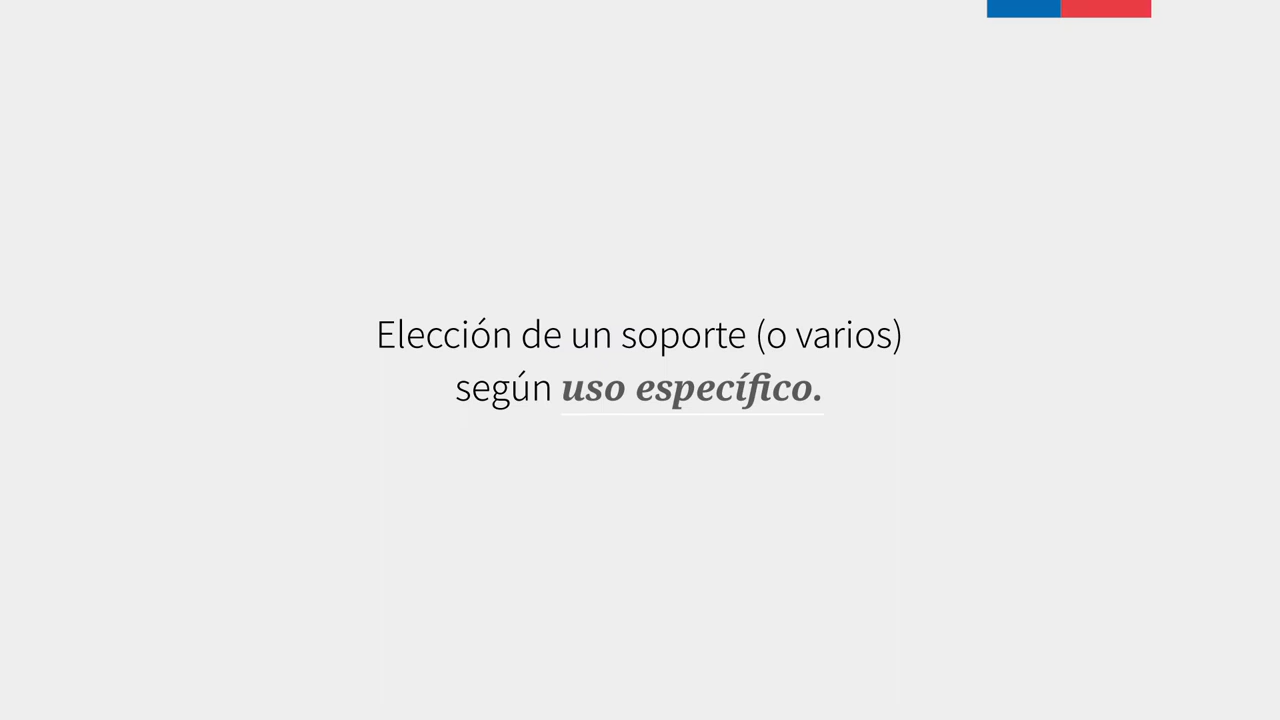 Elección de un soporte (o varios)
según uso específico.